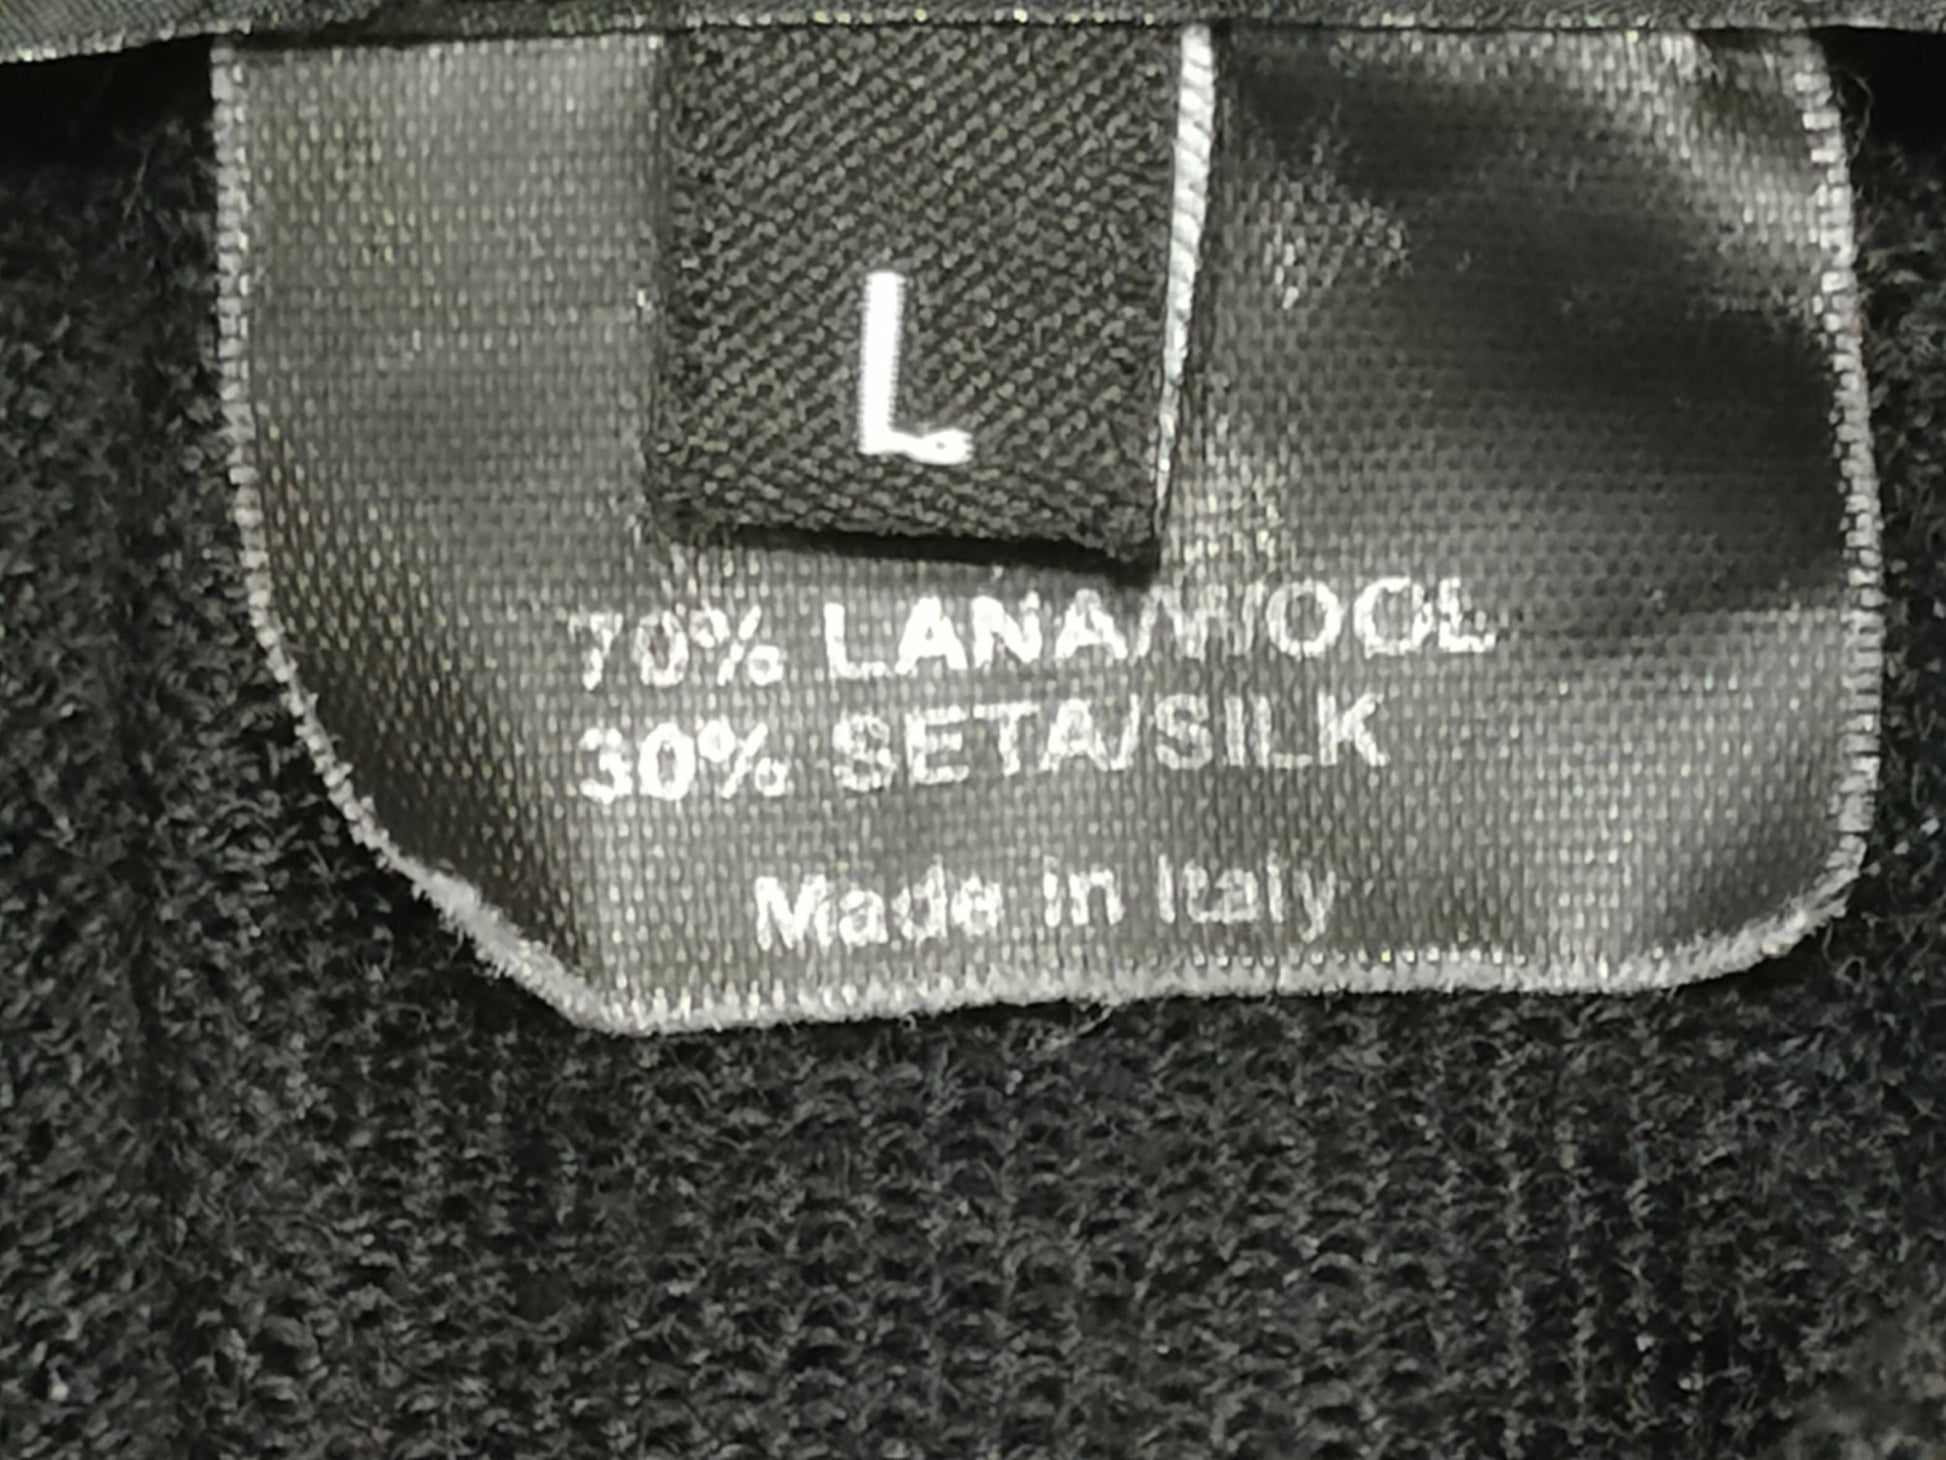 L
70% LANA/WOOL
30% SETA/SILK
Made in Italy